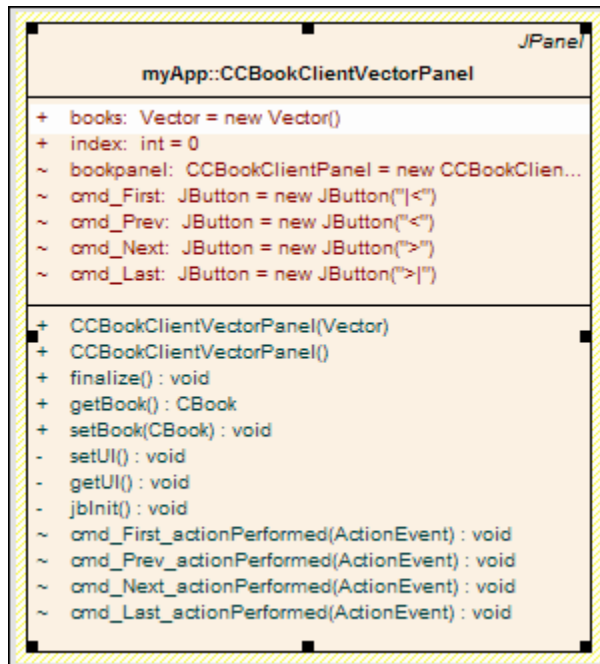 JPanel
myApp::CCBookClientVectorPanel
+ books: Vector = new Vector()
+ index: int = 0
~ bookpanel: CCBookClientPanel = new CCBookClien...
~ cmd_First: JButton = new JButton("|<")
~ cmd_Prev: JButton = new JButton("<")
~ cmd_Next: JButton = new JButton(">")
~ cmd_Last: JButton = new JButton(">|")
+ CCBookClientVectorPanel(Vector)
+ CCBookClientVectorPanel()
+ finalize() : void
+ getBook() : CBook
+ setBook(CBook) : void
- setUI() : void
- getUI() : void
- jbInit() : void
~ cmd_First_actionPerformed(ActionEvent) : void
~ cmd_Prev_actionPerformed(ActionEvent) : void
~ cmd_Next_actionPerformed(ActionEvent) : void
~ cmd_Last_actionPerformed(ActionEvent) : void